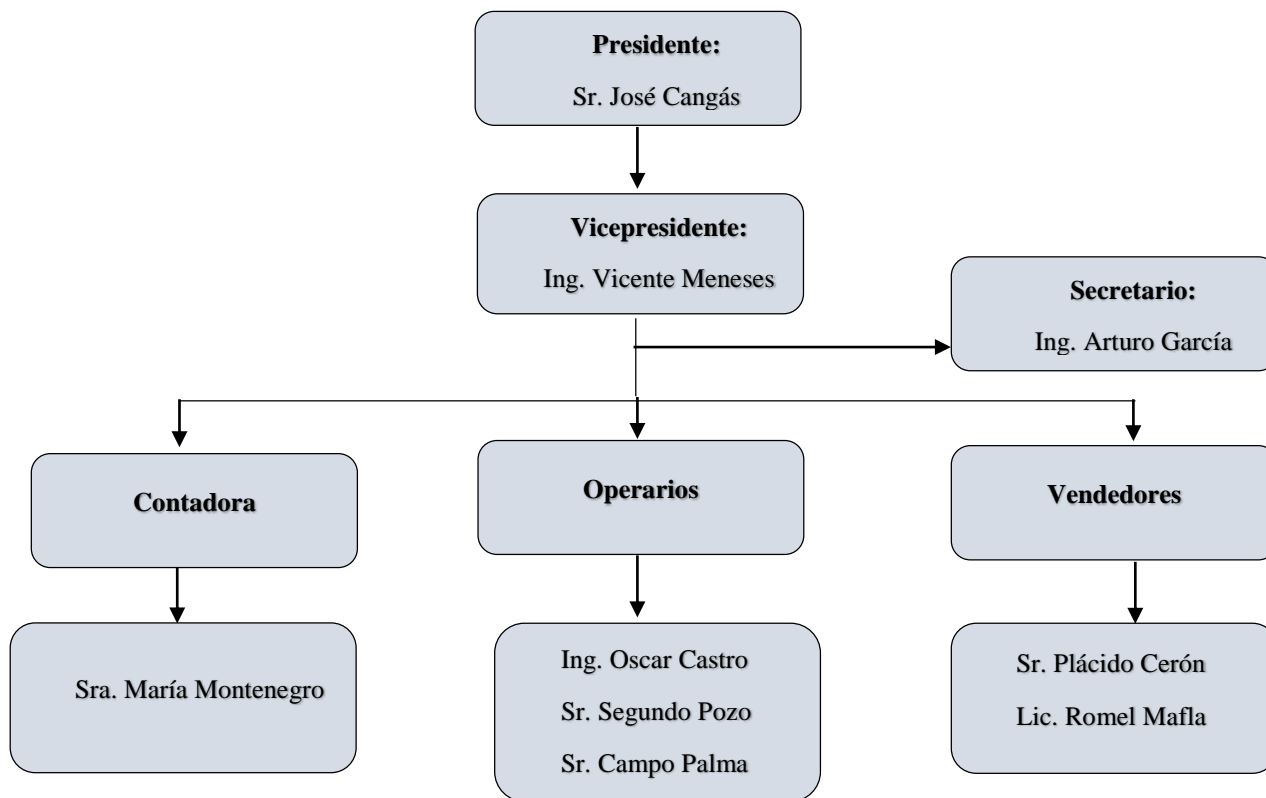 Presidente:
Sr. José Cangás
Vicepresidente:
Ing. Vicente Meneses
Secretario:
Ing. Arturo García
Contadora
Operarios
Vendedores
Sra. María Montenegro
Ing. Oscar Castro
Sr. Segundo Pozo
Sr. Campo Palma
Sr. Plácido Cerón
Lic. Romel Mafla